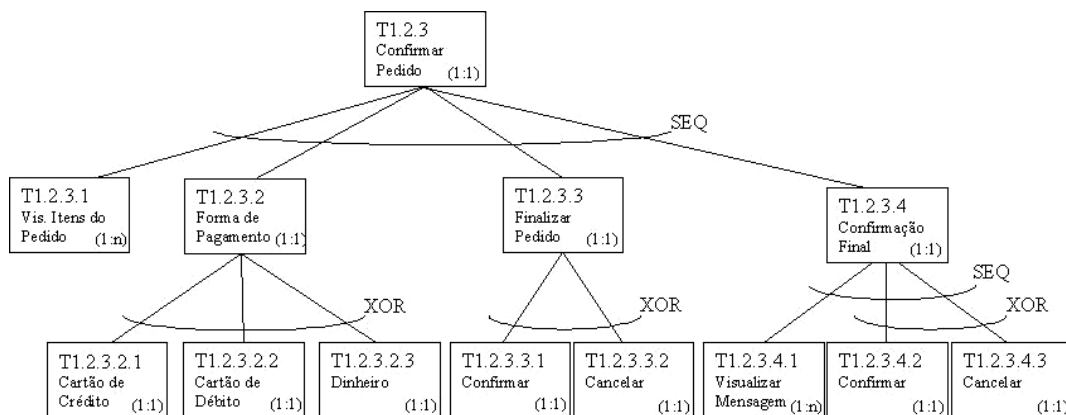 T1.2.3
Confirmar
Pedido (1:1)
SEQ
T1.2.3.1
Vis. Itens do
Pedido (1:n)
T1.2.3.2
Forma de
Pagamento (1:1)
T1.2.3.3
Finalizar
Pedido (1:1)
T1.2.3.4
Confirmação
Final (1:1)
XOR
XOR
SEQ
XOR
T1.2.3.2.1
Cartão de
Crédito (1:1)
T1.2.3.2.2
Cartão de
Débito (1:1)
T1.2.3.2.3
Dinheiro
(1:1)
T1.2.3.3.1
Confirmar
(1:1)
T1.2.3.3.2
Cancelar
(1:1)
T1.2.3.4.1
Visualizar
Mensagem (1:n)
T1.2.3.4.2
Confirmar
(1:1)
T1.2.3.4.3
Cancelar
(1:1)